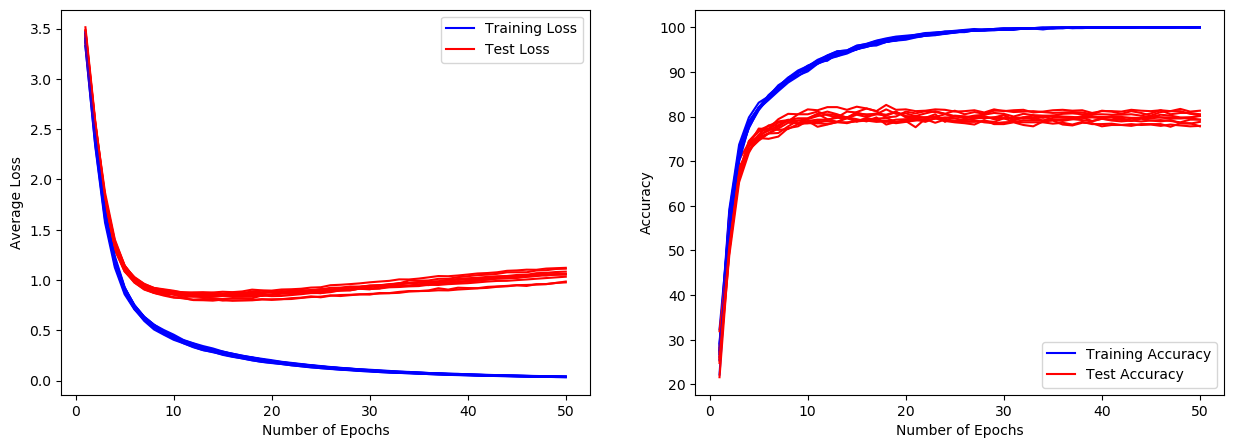 3.5
3.0
2.5
2.0
1.5
1.0
0.5
0.0
Average Loss
0 10 20 30 40 50
Number of Epochs
Training Loss
Test Loss
100
90
80
70
60
50
40
30
20
Accuracy
0 10 20 30 40 50
Number of Epochs
Training Accuracy
Test Accuracy